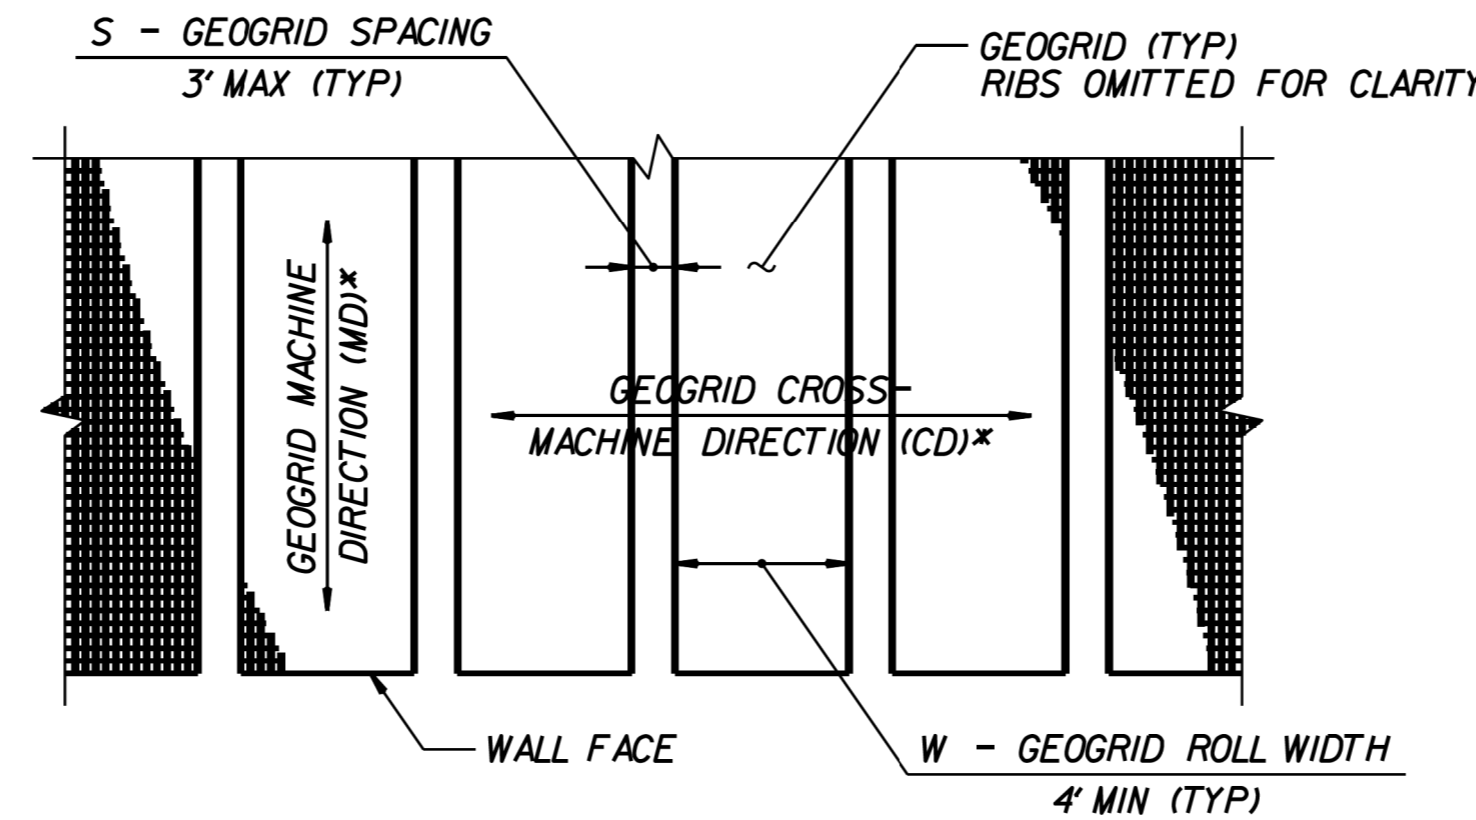 S - GEOGRID SPACING
3' MAX (TYP)
GEOGRID (TYP)
RIBS OMITTED FOR CLARITY
GEOGRID MACHINE
DIRECTION (MD)*
GEOGRID CROSS-
MACHINE DIRECTION (CD)*
WALL FACE
W - GEOGRID ROLL WIDTH
4' MIN (TYP)